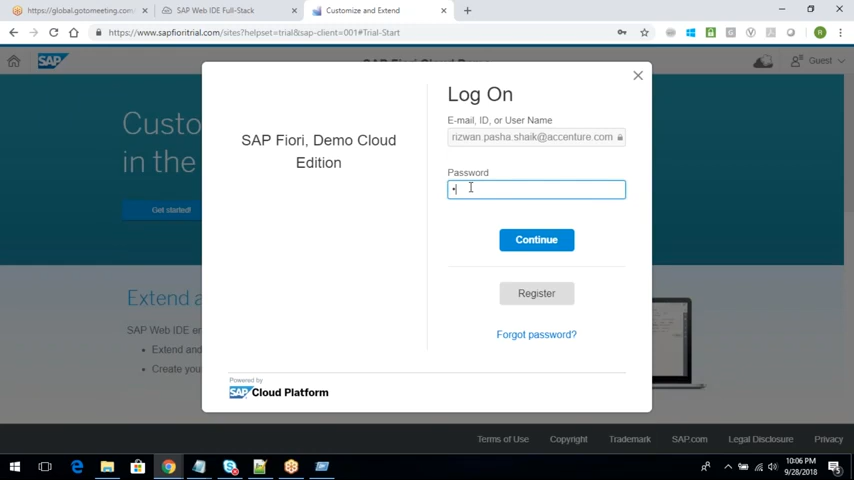 https://global.gotomeeting.com/
SAP Web IDE Full-Stack
Customize and Extend
https://www.sapfioritrial.com/sites?helpset=trial&sap-client=001#Trial-Start
SAP
Guest
Log On
E-mail, ID, or User Name
rizwan.pasha.shaik@accenture.com
SAP Fiori, Demo Cloud
Edition
Password
Custo
in the
Get started!
Continue
Register
Extend a
SAP Web IDE en
Extend and
Create you
Forgot password?
Powered by
SAP Cloud Platform
Terms of Use
Copyright
Trademark
SAP.com
Legal Disclosure
Privacy
10:06 PM
9/28/2018